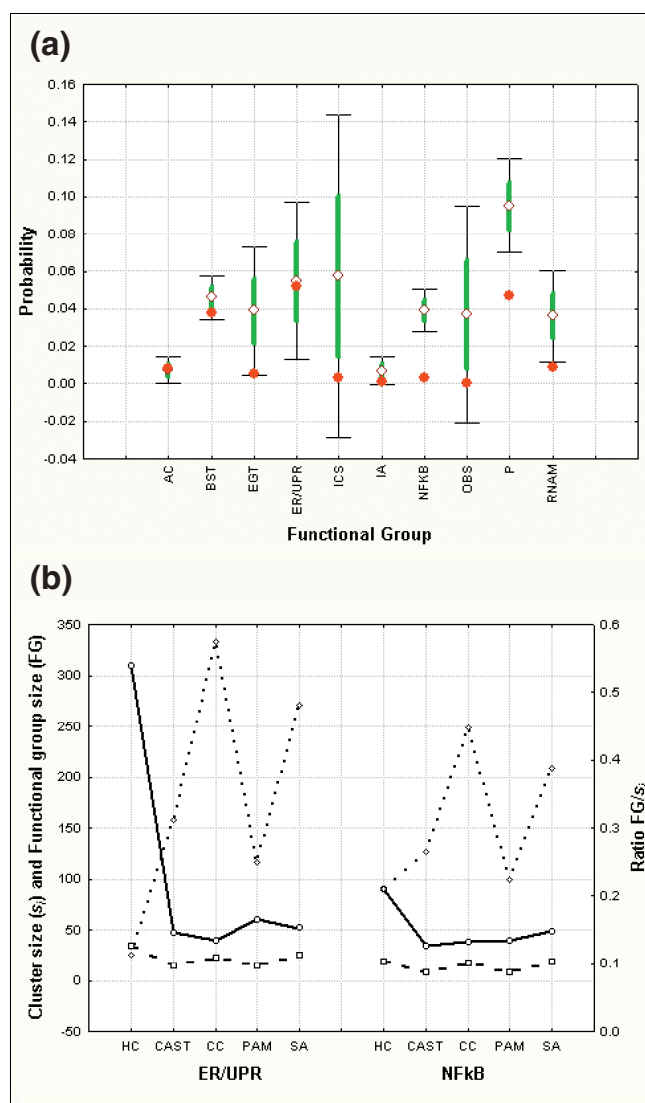 (a)
0.16
0.14
0.12
0.10
0.08
0.06
0.04
0.02
0.00
-0.02
-0.04
Probability
AC
BST
EGT
ER/UPR
ICS
IA
NFKB
OBS
P
RNAM
Functional Group
(b)
350
300
250
200
150
100
50
0
-50
Cluster size (si) and Functional group size (FG)
0.6
0.5
0.4
0.3
0.2
0.1
0.0
Ratio FG/si
HC CAST CC PAM SA HC CAST CC PAM SA
ER/UPR NFkB